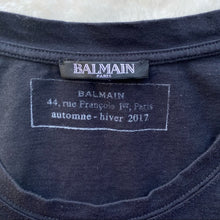 BALMAIN
PARIS
BALMAIN
44, rue François 1er, Paris
automne - hiver 2017